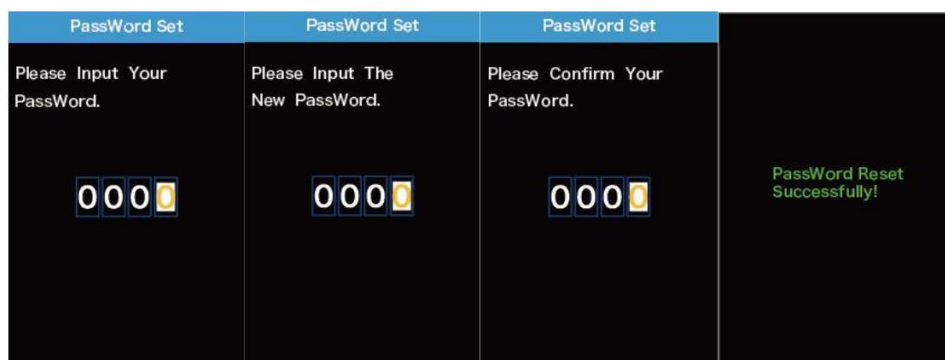 PassWord Set
Please Input Your
PassWord.
0000
PassWord Set
Please Input The
New PassWord.
0000
PassWord Set
Please Confirm Your
PassWord.
0000
PassWord Reset
Successfully!